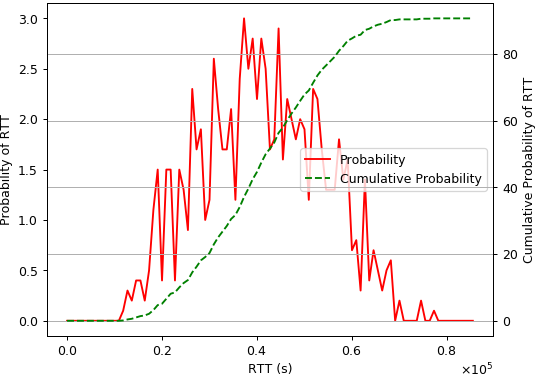 3.0
2.5
2.0
1.5
1.0
0.5
0.0
Probability of RTT
80
60
40
20
0
Cumulative Probability of RTT
Probability
Cumulative Probability
0.0 0.2 0.4 0.6 0.8
RTT (s)
×10⁵